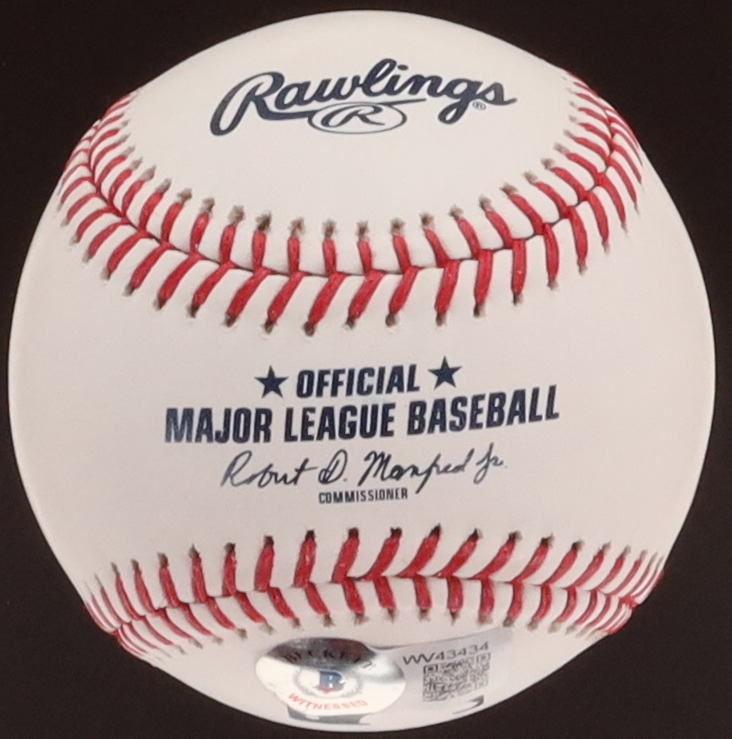 Rawlings®
R
★ OFFICIAL ★
MAJOR LEAGUE BASEBALL
Robert D. Manfred Jr.
COMMISSIONER
BECKETT
B
WITNESSED
WV43434